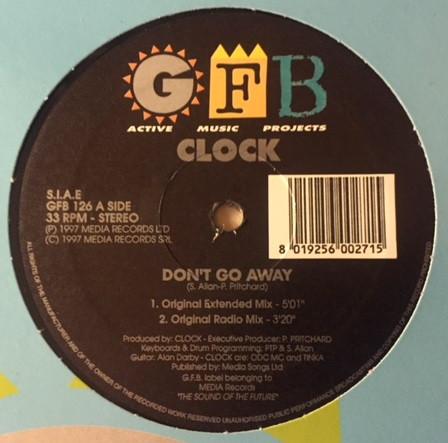 GFB
ACTIVE MUSIC PROJECTS
CLOCK
S.I.A.E
GFB 126 A SIDE
33 RPM - STEREO
(P) 1997 MEDIA RECORDS LTD
(C) 1997 MEDIA RECORDS SRL
8 019256 002715
DON'T GO AWAY
(S. Allan-P. Pritchard)
1. Original Extended Mix - 5'01"
2. Original Radio Mix - 3'20"
Produced by: CLOCK - Executive Producer: P. PRITCHARD
Keyboards & Drum Programming: PTP & S. Allan
Guitar: Alan Darby - CLOCK are: ODC MC and TINKA
Published by: Media Songs Ltd
G.F.B. label belonging to
MEDIA Records
"THE SOUND OF THE FUTURE"
ALL RIGHTS OF THE MANUFACTURER AND OF THE OWNER OF THE RECORDED WORK RESERVED UNAUTHORISED PUBLIC PERFORMANCE BROADCASTING